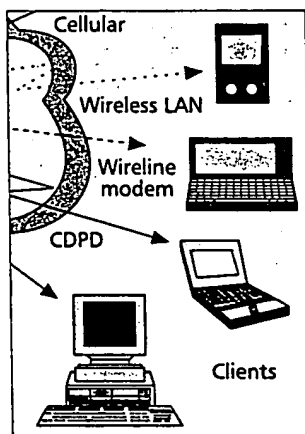 Cellular
Wireless LAN
Wireline
modem
CDPD
Clients